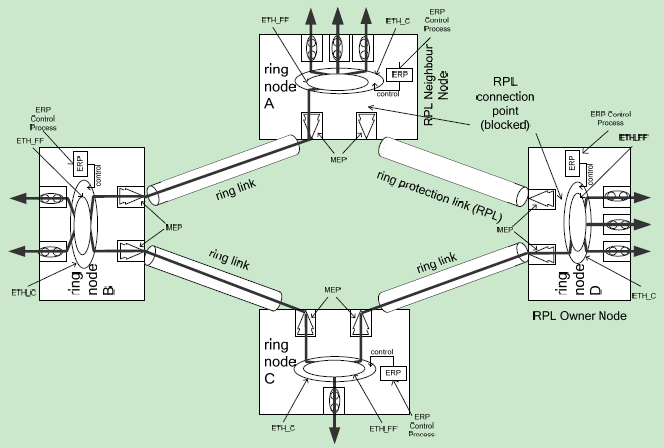 ETH_FF
ETH_C
ERP
Control
Process
ring
node
A
ERP
control
RPL Neighbour
Node
RPL
connection
point
(blocked)
MEP
ERP
Control
Process
ETH_FF
ERP
control
ring link
ring protection link (RPL)
ERP Control
Process
ETH_FF
ERP
control
MEP
MEP
ring
node
B
ETH_C
ring link
ring link
ring
node
D
ETH_C
RPL Owner Node
MEP
ring
node
C
control
ERP
ETH_C
ETH_FF
ERP
Control
Process